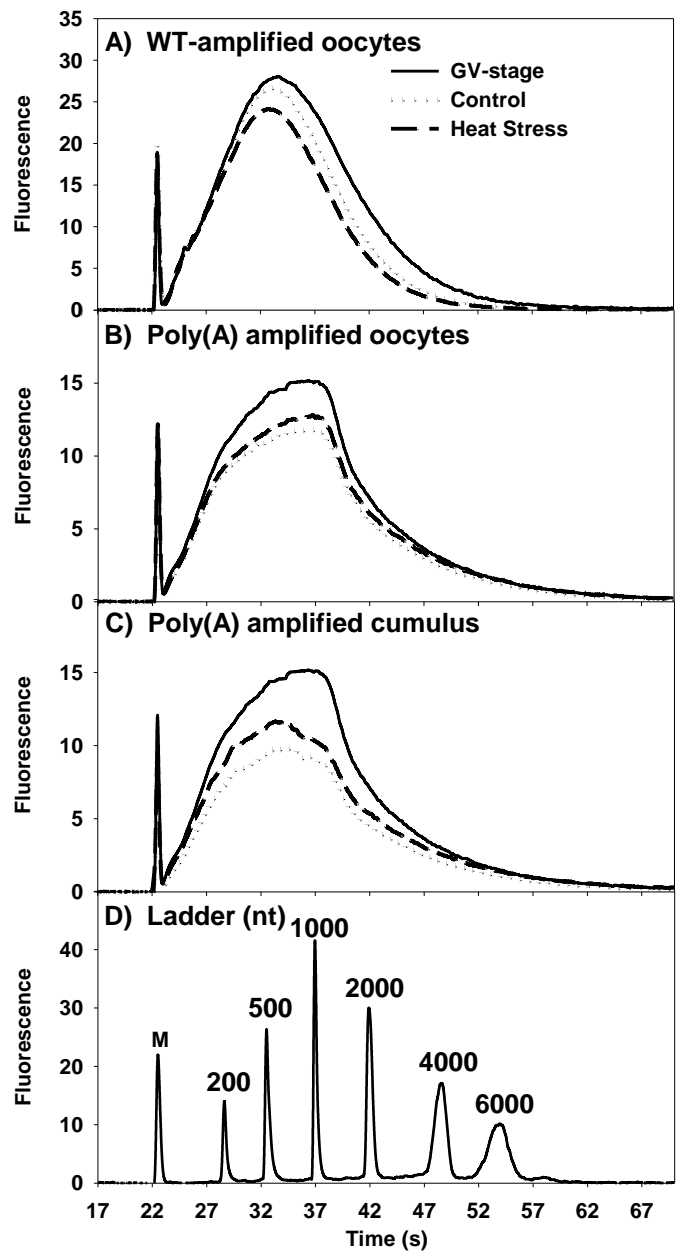 35
A) WT-amplified oocytes
30
GV-stage
25
Control
20
Heat Stress
15
10
5
0
Fluorescence
B) Poly(A) amplified oocytes
15
10
5
0
Fluorescence
C) Poly(A) amplified cumulus
15
10
5
0
Fluorescence
D) Ladder (nt)
1000
40
2000
30
500
M
20
200
4000
6000
10
0
Fluorescence
17 22 27 32 37 42 47 52 57 62 67
Time (s)